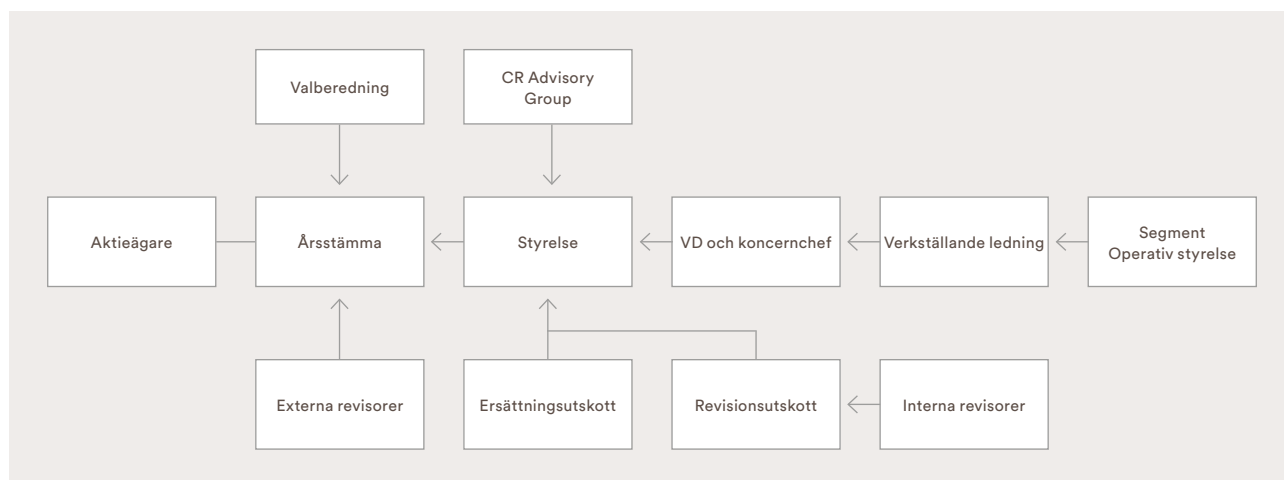 Valberedning
CR Advisory
Group
Aktieägare
Årsstämma
Styrelse
VD och koncernchef
Verkställande ledning
Segment
Operativ styrelse
Externa revisorer
Ersättningsutskott
Revisionsutskott
Interna revisorer